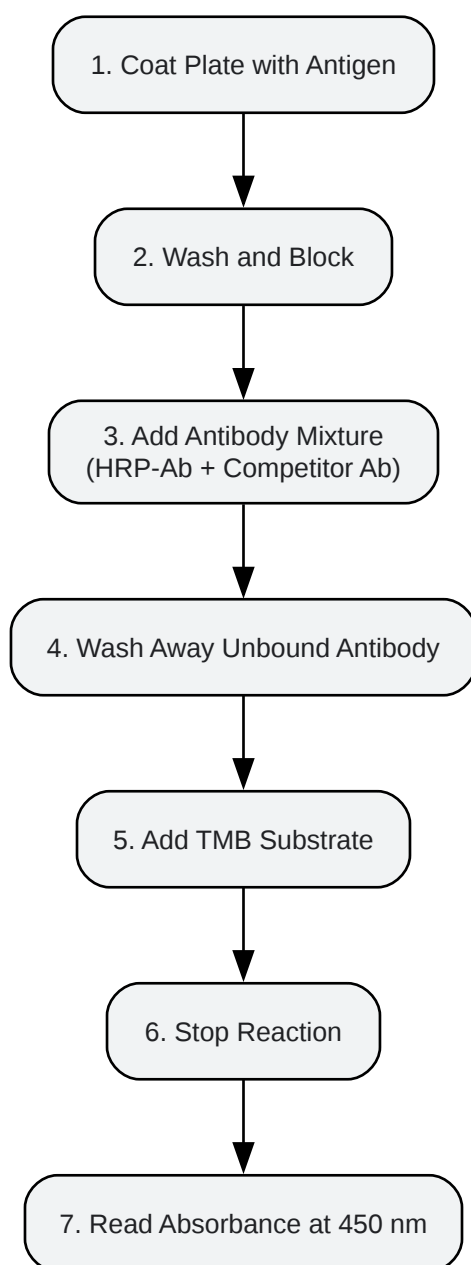 1. Coat Plate with Antigen
2. Wash and Block
3. Add Antibody Mixture
(HRP-Ab + Competitor Ab)
4. Wash Away Unbound Antibody
5. Add TMB Substrate
6. Stop Reaction
7. Read Absorbance at 450 nm